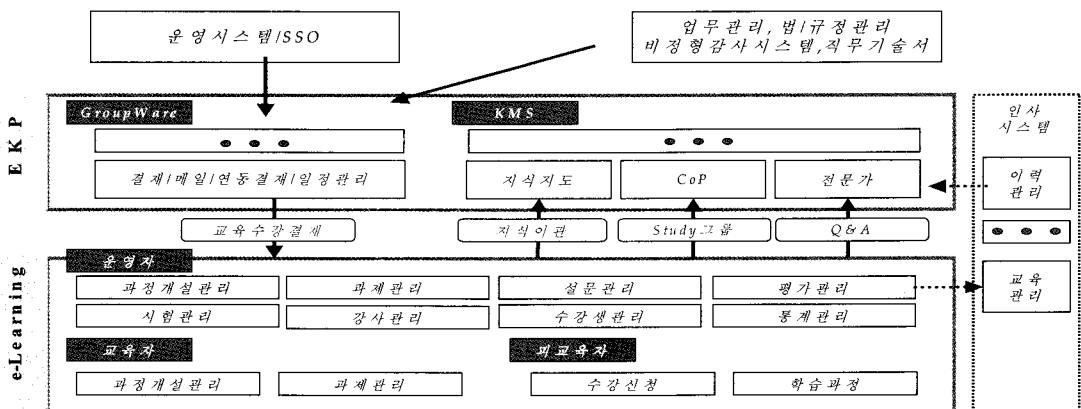 운영시스템/SSO
업무관리, 법/규정관리
비정형감사시스템,직무기술서
EKP
GroupWare
KMS
인사
시스템
결재/메일/연동결재/일정관리
지식지도
CoP
전문가
이력
관리
교육수강결제
지식이관
Study그룹
Q&A
e-Learning
운영자
과정개설관리
과제관리
설문관리
평가관리
교육
관리
시험관리
강사관리
수강생관리
통계관리
교육자
피교육자
과정개설관리
과제관리
수강신청
학습과정